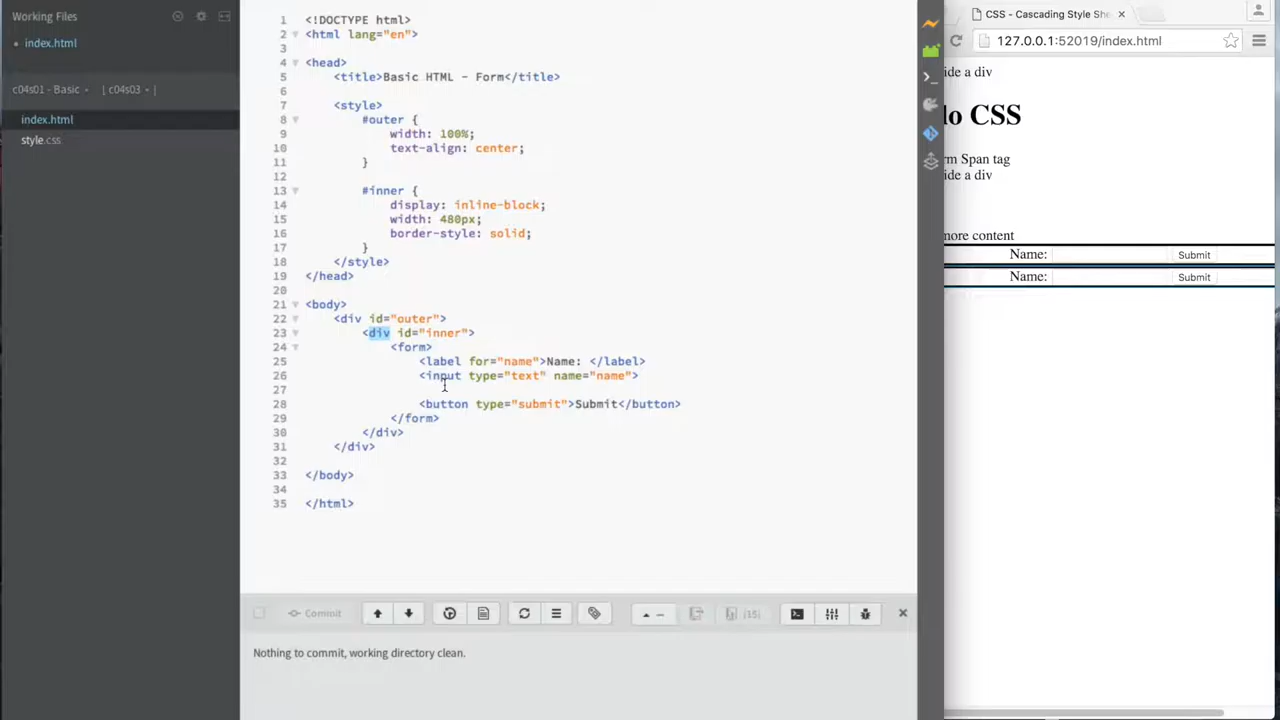 Working Files
index.html
c04s01 - Basic
[ c04s03 - ]
index.html
style.css
1 <!DOCTYPE html>
2 <html lang="en">
3
4 <head>
5 <title>Basic HTML - Form</title>
6
7 <style>
8 #outer {
9 width: 100%;
10 text-align: center;
11 }
12
13 #inner {
14 display: inline-block;
15 width: 480px;
16 border-style: solid;
17 }
18 </style>
19 </head>
20
21 <body>
22 <div id="outer">
23 <div id="inner">
24 <form>
25 <label for="name">Name: </label>
26 <input type="text" name="name">
27
28 <button type="submit">Submit</button>
29 </form>
30 </div>
31 </div>
32
33 </body>
34
35 </html>
Commit
(15)
Nothing to commit, working directory clean.
CSS - Cascading Style She
127.0.0.1:52019/index.html
ide a div
lo CSS
rm Span tag
ide a div
more content
Name: Submit
Name: Submit